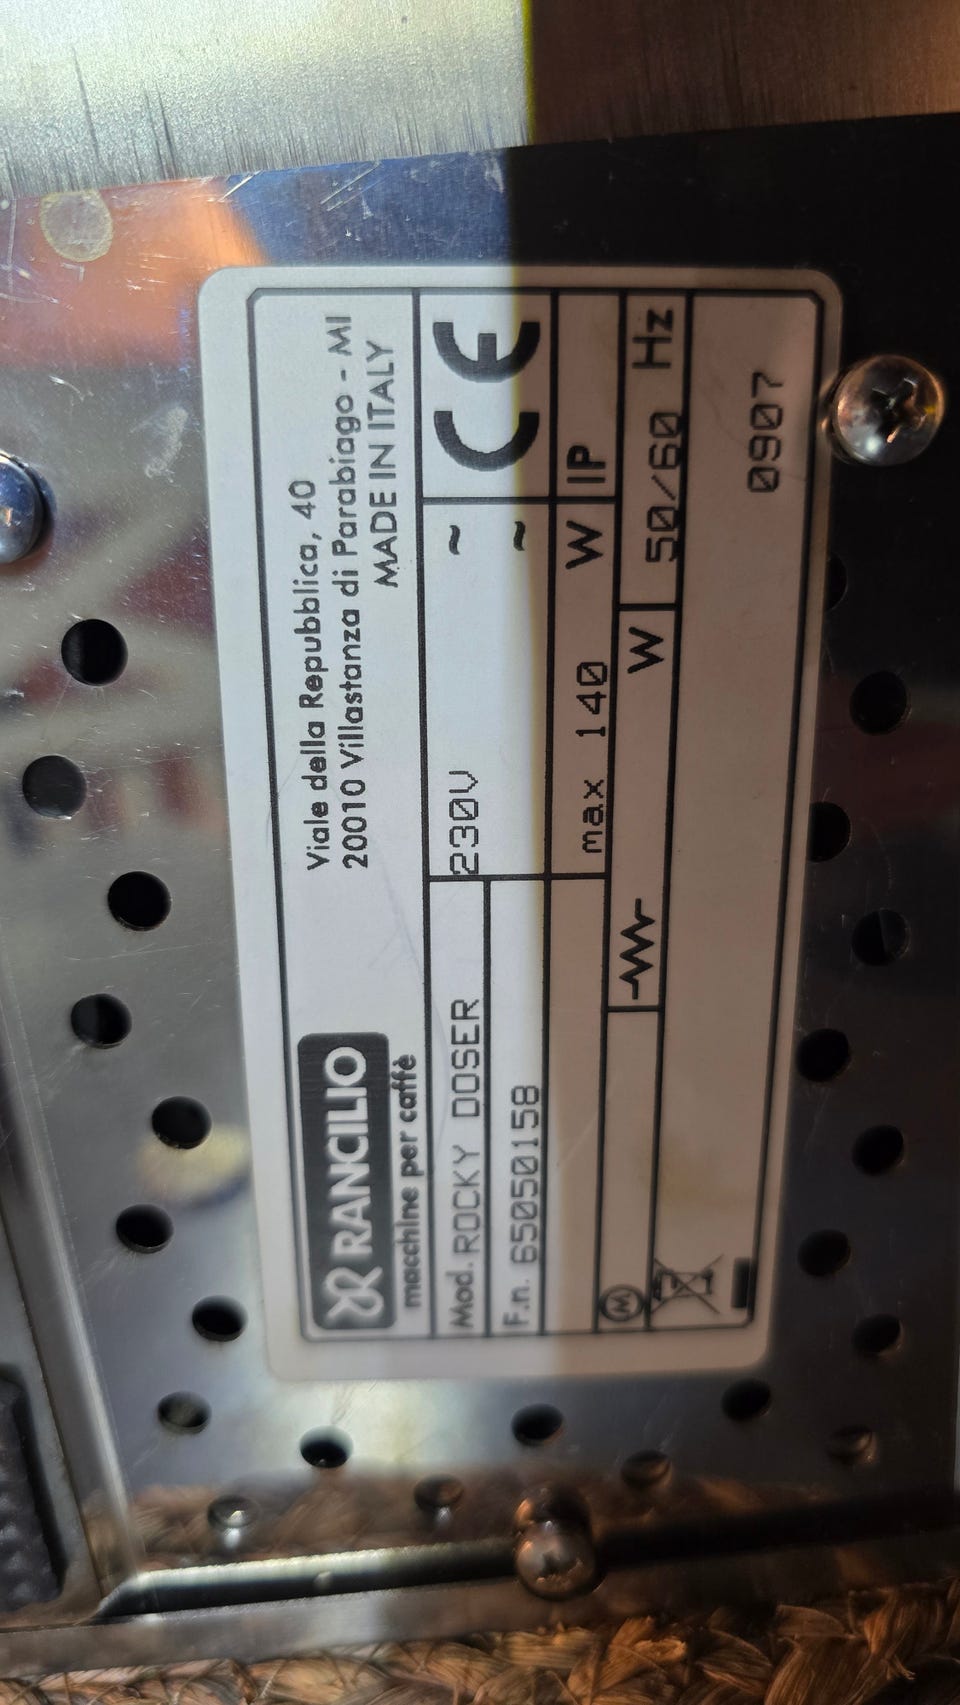 RANCILIO
macchine per caffè
Viale della Repubblica, 40
20010 Villastanza di Parabiago - MI
MADE IN ITALY
Mod. ROCKY DOSER
230V ~
CE
F.n. 65050158
~
max 140 W
IP
M
W
50/60 Hz
0907